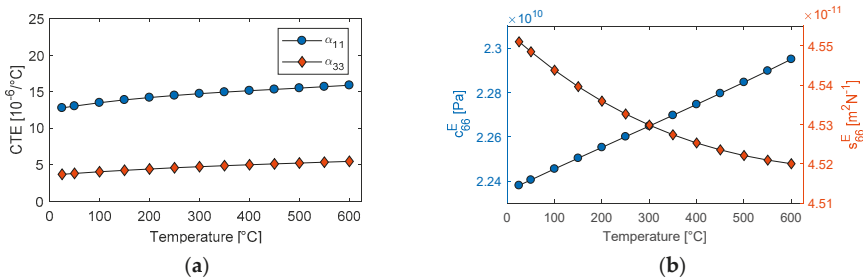 25
20
15
10
5
0
CTE [10⁻⁶/°C]
α₁₁
α₃₃
0 100 200 300 400 500 600
Temperature [°C]
(a)
×10¹⁰
×10⁻¹¹
2.3
2.28
2.26
2.24
c₆₆ᴱ [Pa]
4.55
4.54
4.53
4.52
4.51
s₆₆ᴱ [m²N⁻¹]
0 100 200 300 400 500 600
Temperature [°C]
(b)